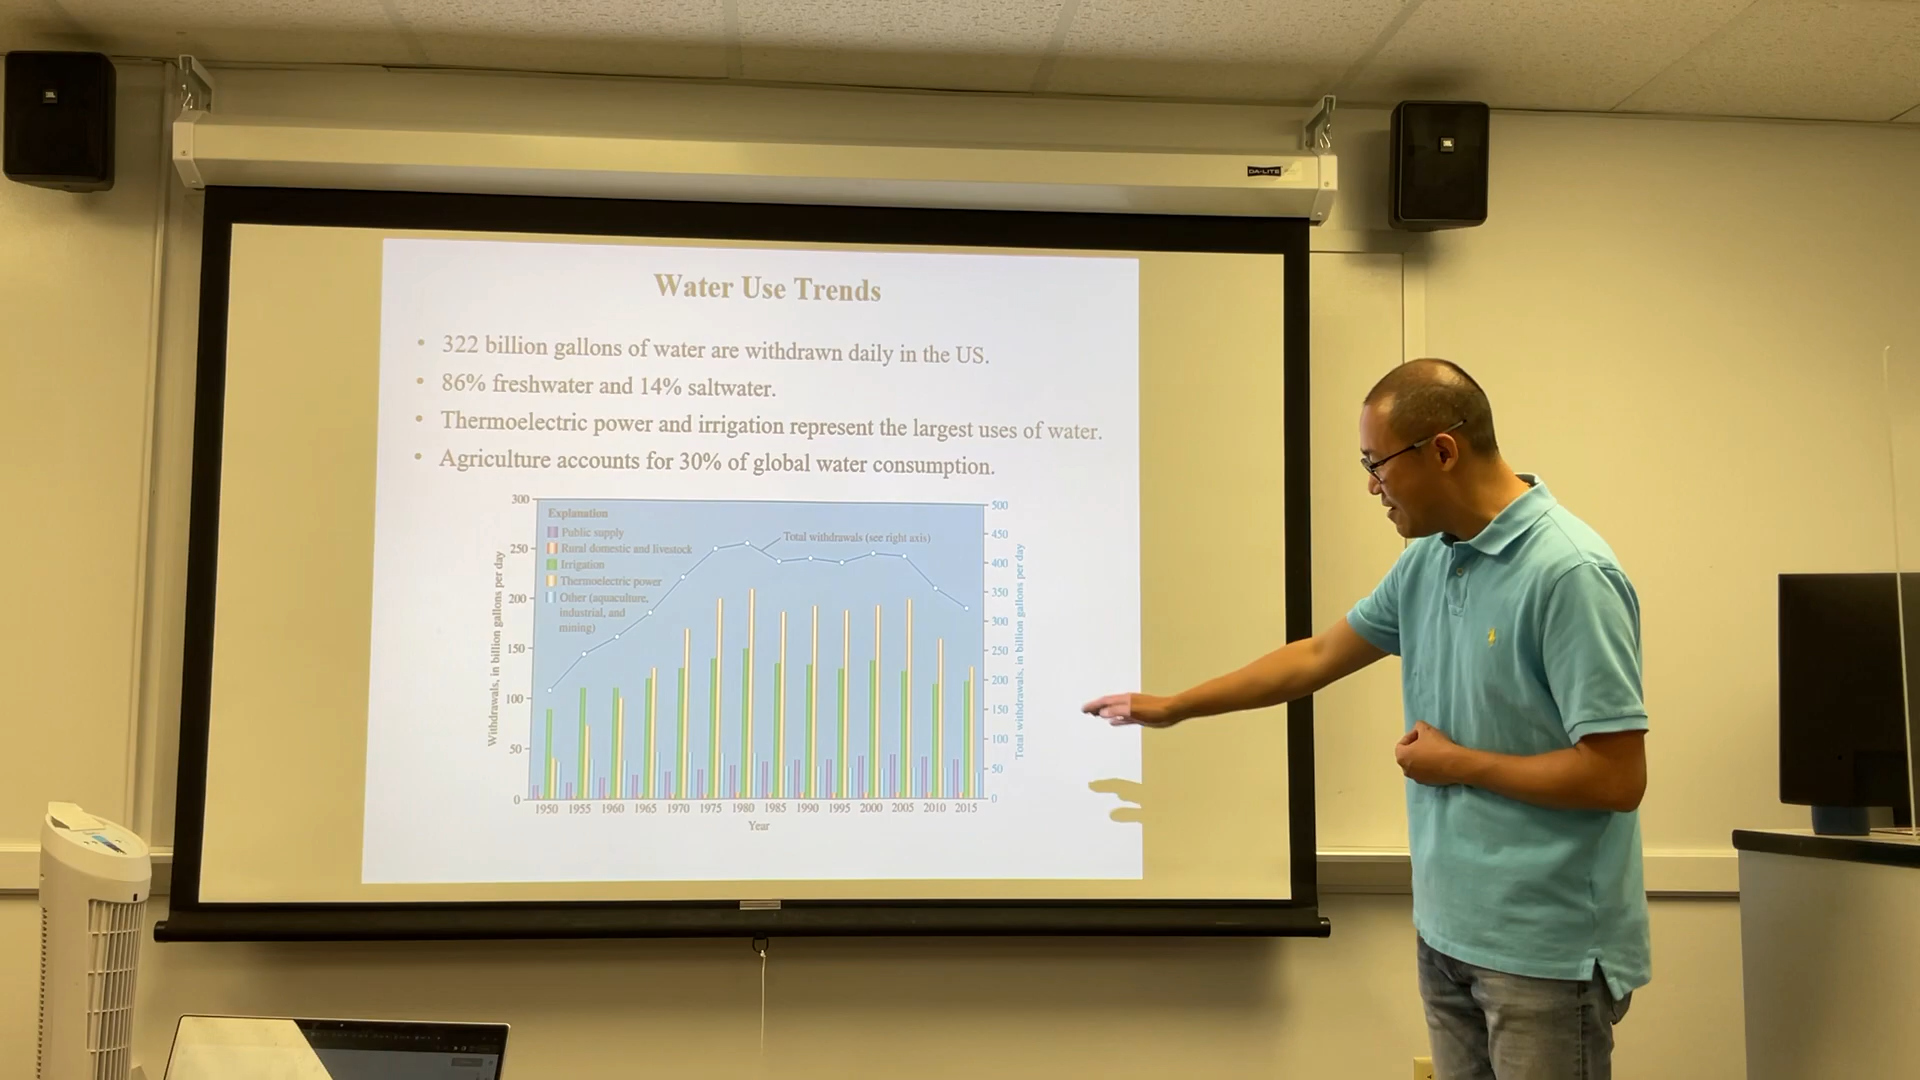 JBL
JBL
DA-LITE
Water Use Trends
• 322 billion gallons of water are withdrawn daily in the US.
• 86% freshwater and 14% saltwater.
• Thermoelectric power and irrigation represent the largest uses of water.
• Agriculture accounts for 30% of global water consumption.
Withdrawals, in billion gallons per day
300
250
200
150
100
50
0
Explanation
Public supply
Rural domestic and livestock
Irrigation
Thermoelectric power
Other (aquaculture,
industrial, and
mining)
Total withdrawals (see right axis)
500
450
400
350
300
250
200
150
100
50
0
Total withdrawals, in billion gallons per day
1950 1955 1960 1965 1970 1975 1980 1985 1990 1995 2000 2005 2010 2015
Year